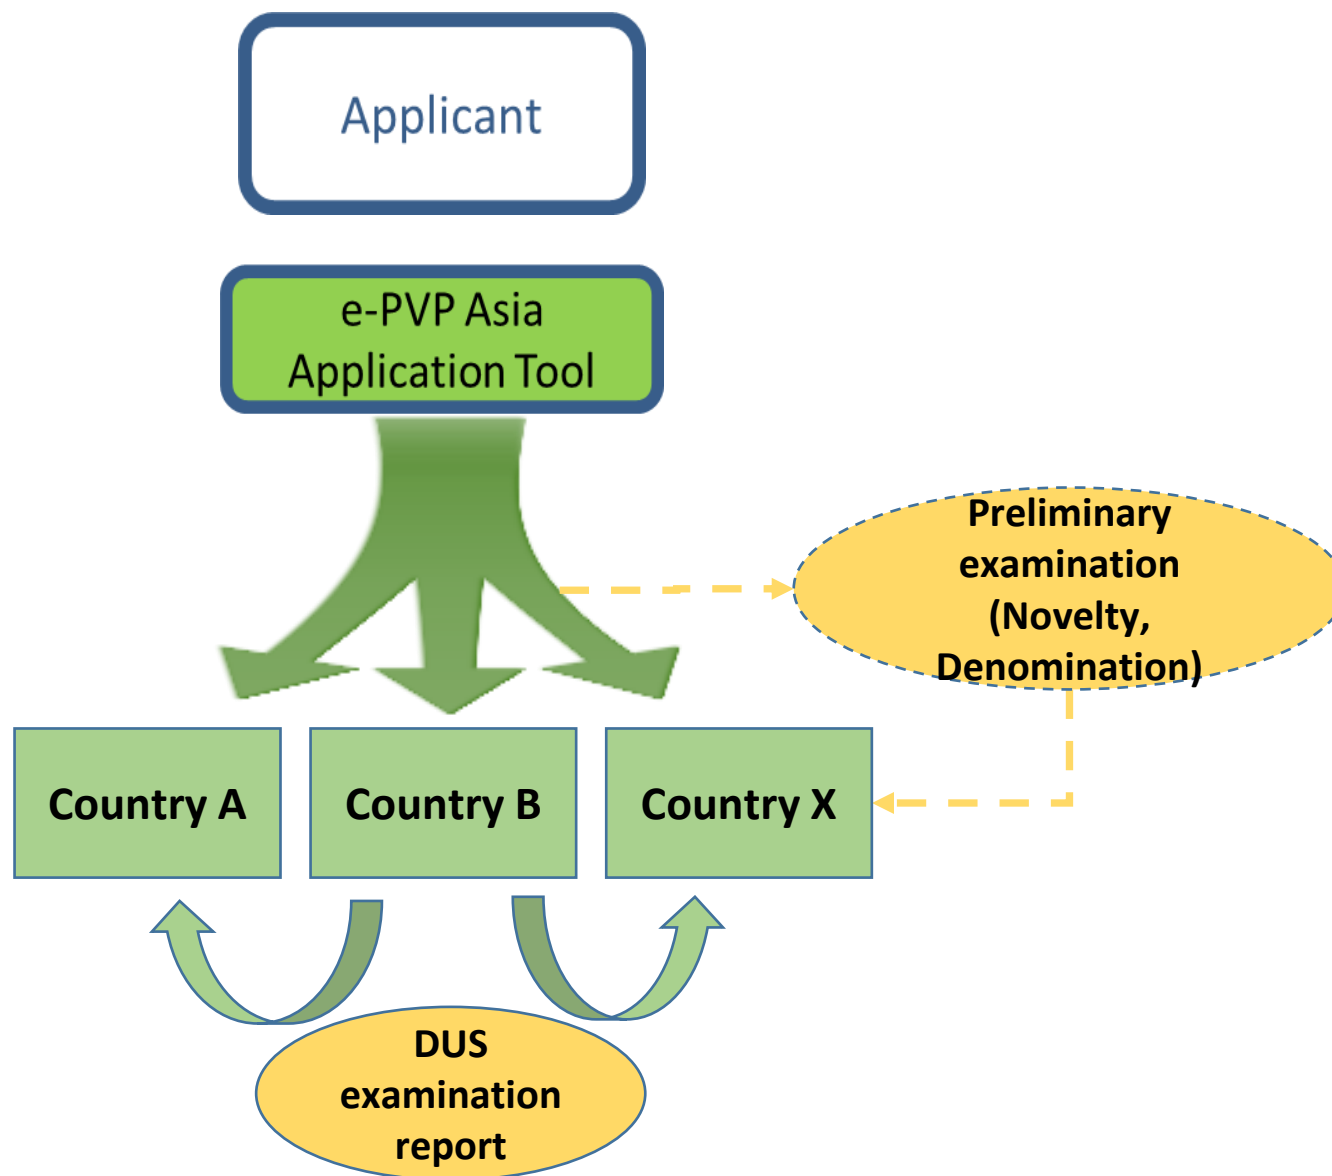 Applicant
e-PVP Asia
Application Tool
Preliminary
examination
(Novelty,
Denomination)
Country A
Country B
Country X
DUS
examination
report